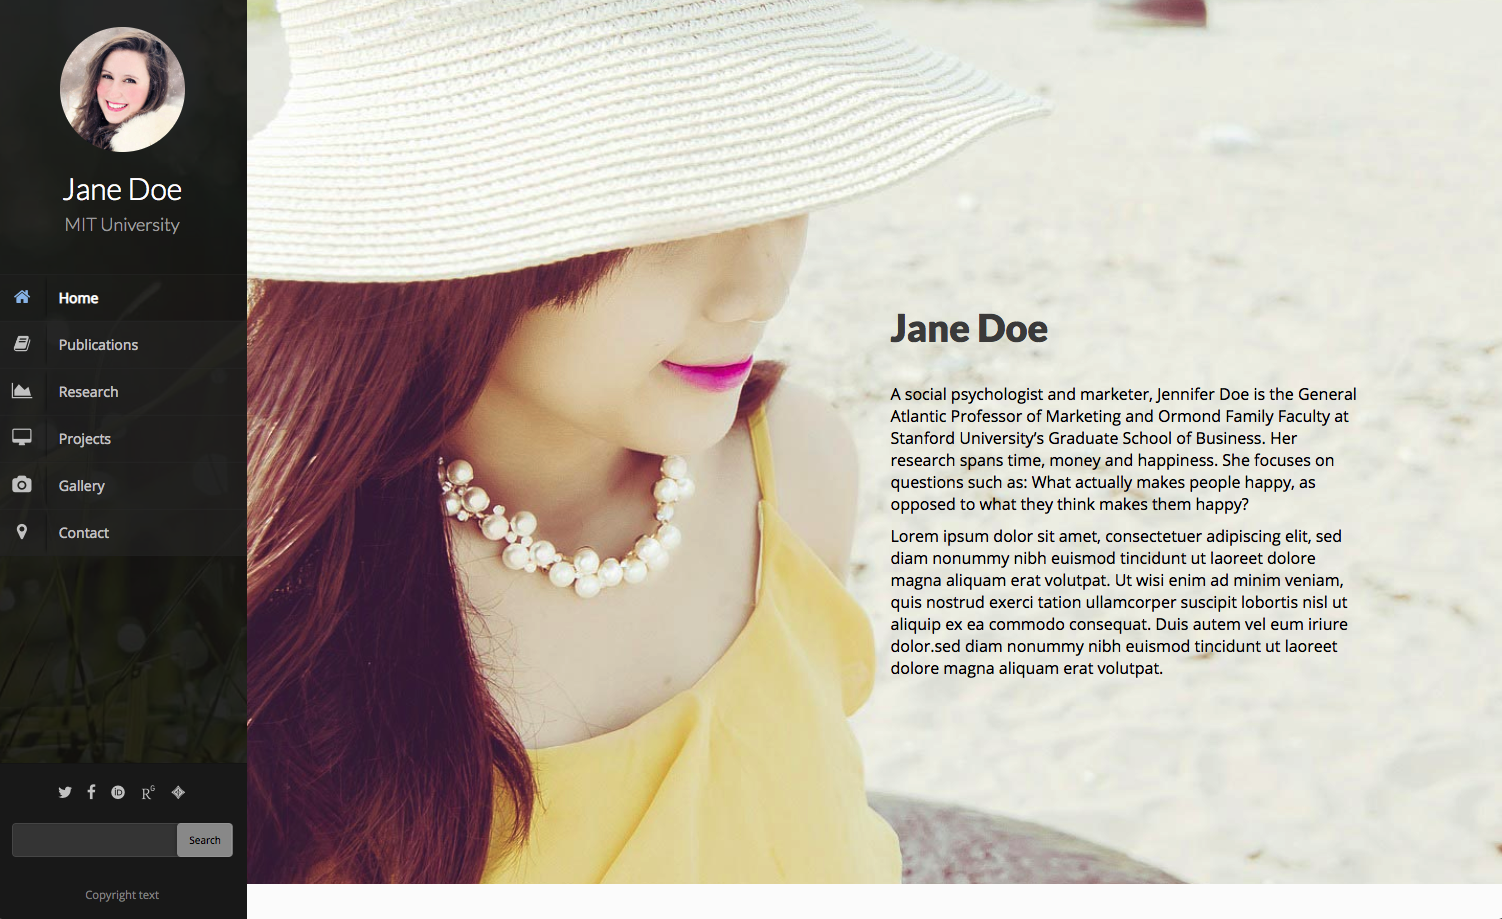 Jane Doe
MIT University
Home
Publications
Research
Projects
Gallery
Contact
Search
Copyright text
Jane Doe
A social psychologist and marketer, Jennifer Doe is the General
Atlantic Professor of Marketing and Ormond Family Faculty at
Stanford University’s Graduate School of Business. Her
research spans time, money and happiness. She focuses on
questions such as: What actually makes people happy, as
opposed to what they think makes them happy?
Lorem ipsum dolor sit amet, consectetuer adipiscing elit, sed
diam nonummy nibh euismod tincidunt ut laoreet dolore
magna aliquam erat volutpat. Ut wisi enim ad minim veniam,
quis nostrud exerci tation ullamcorper suscipit lobortis nisl ut
aliquip ex ea commodo consequat. Duis autem vel eum iriure
dolor.sed diam nonummy nibh euismod tincidunt ut laoreet
dolore magna aliquam erat volutpat.